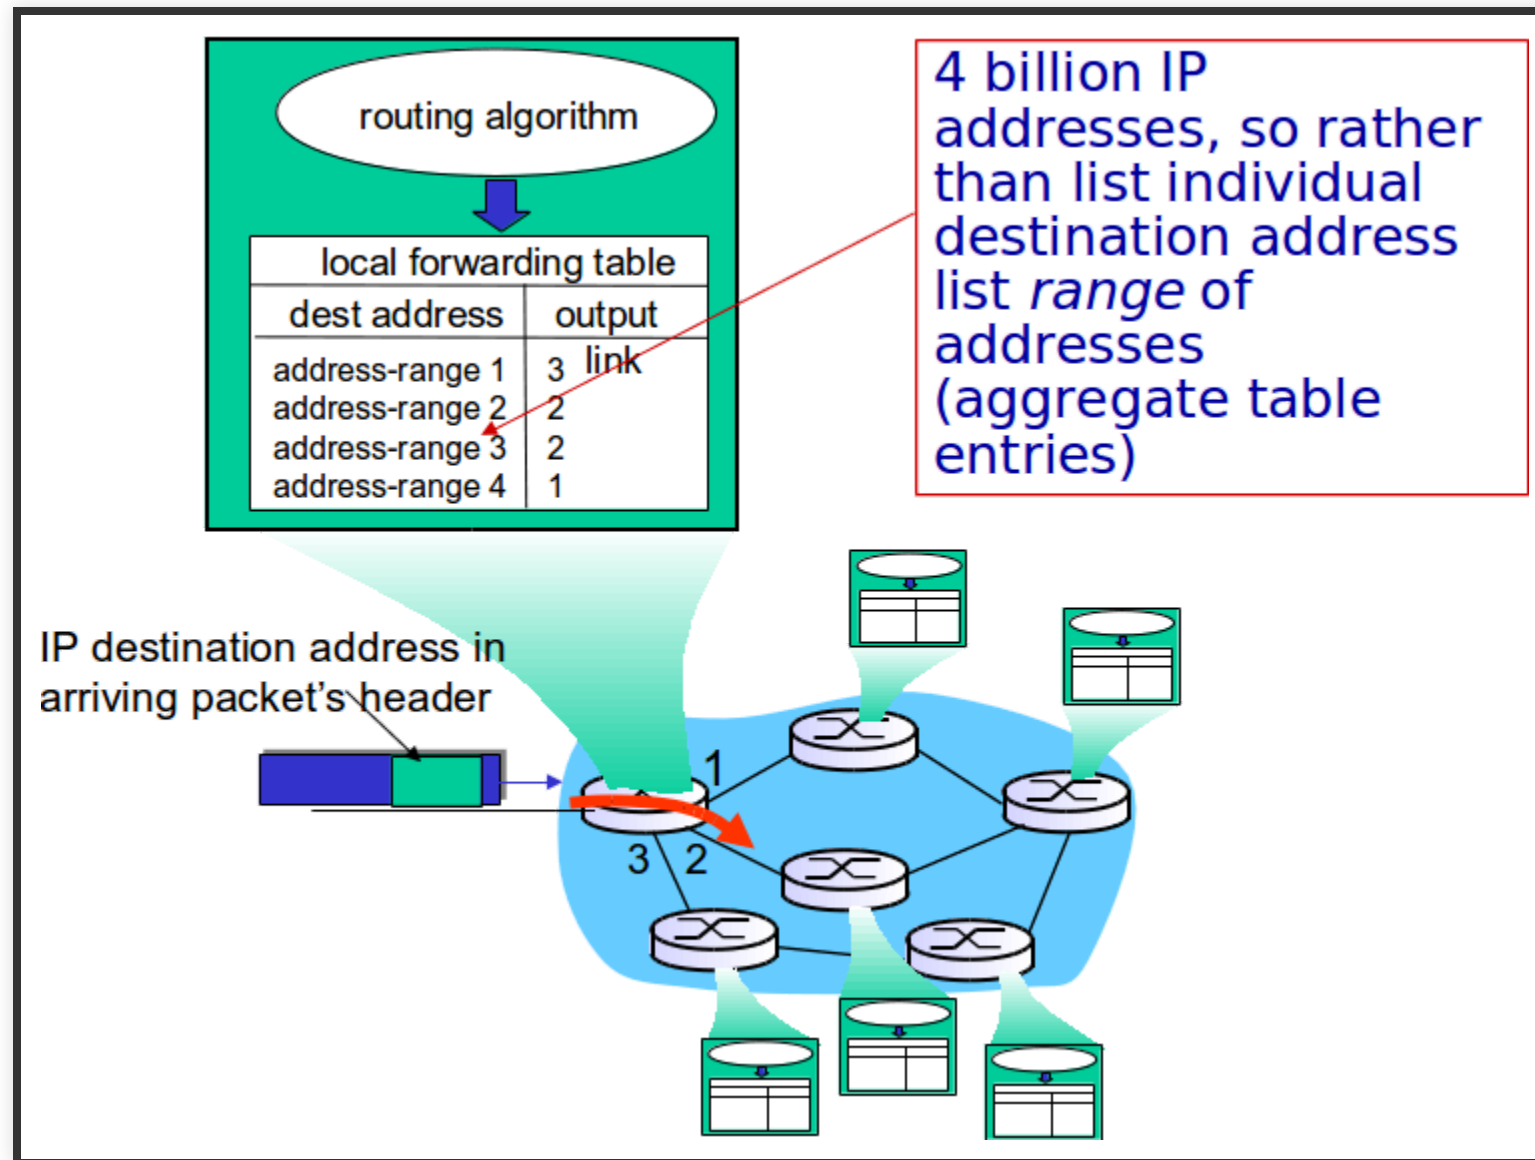 routing algorithm
local forwarding table
dest address output
link
address-range 1 3
address-range 2 2
address-range 3 2
address-range 4 1
4 billion IP
addresses, so rather
than list individual
destination address
list range of
addresses
(aggregate table
entries)
IP destination address in
arriving packet's header
1
3 2